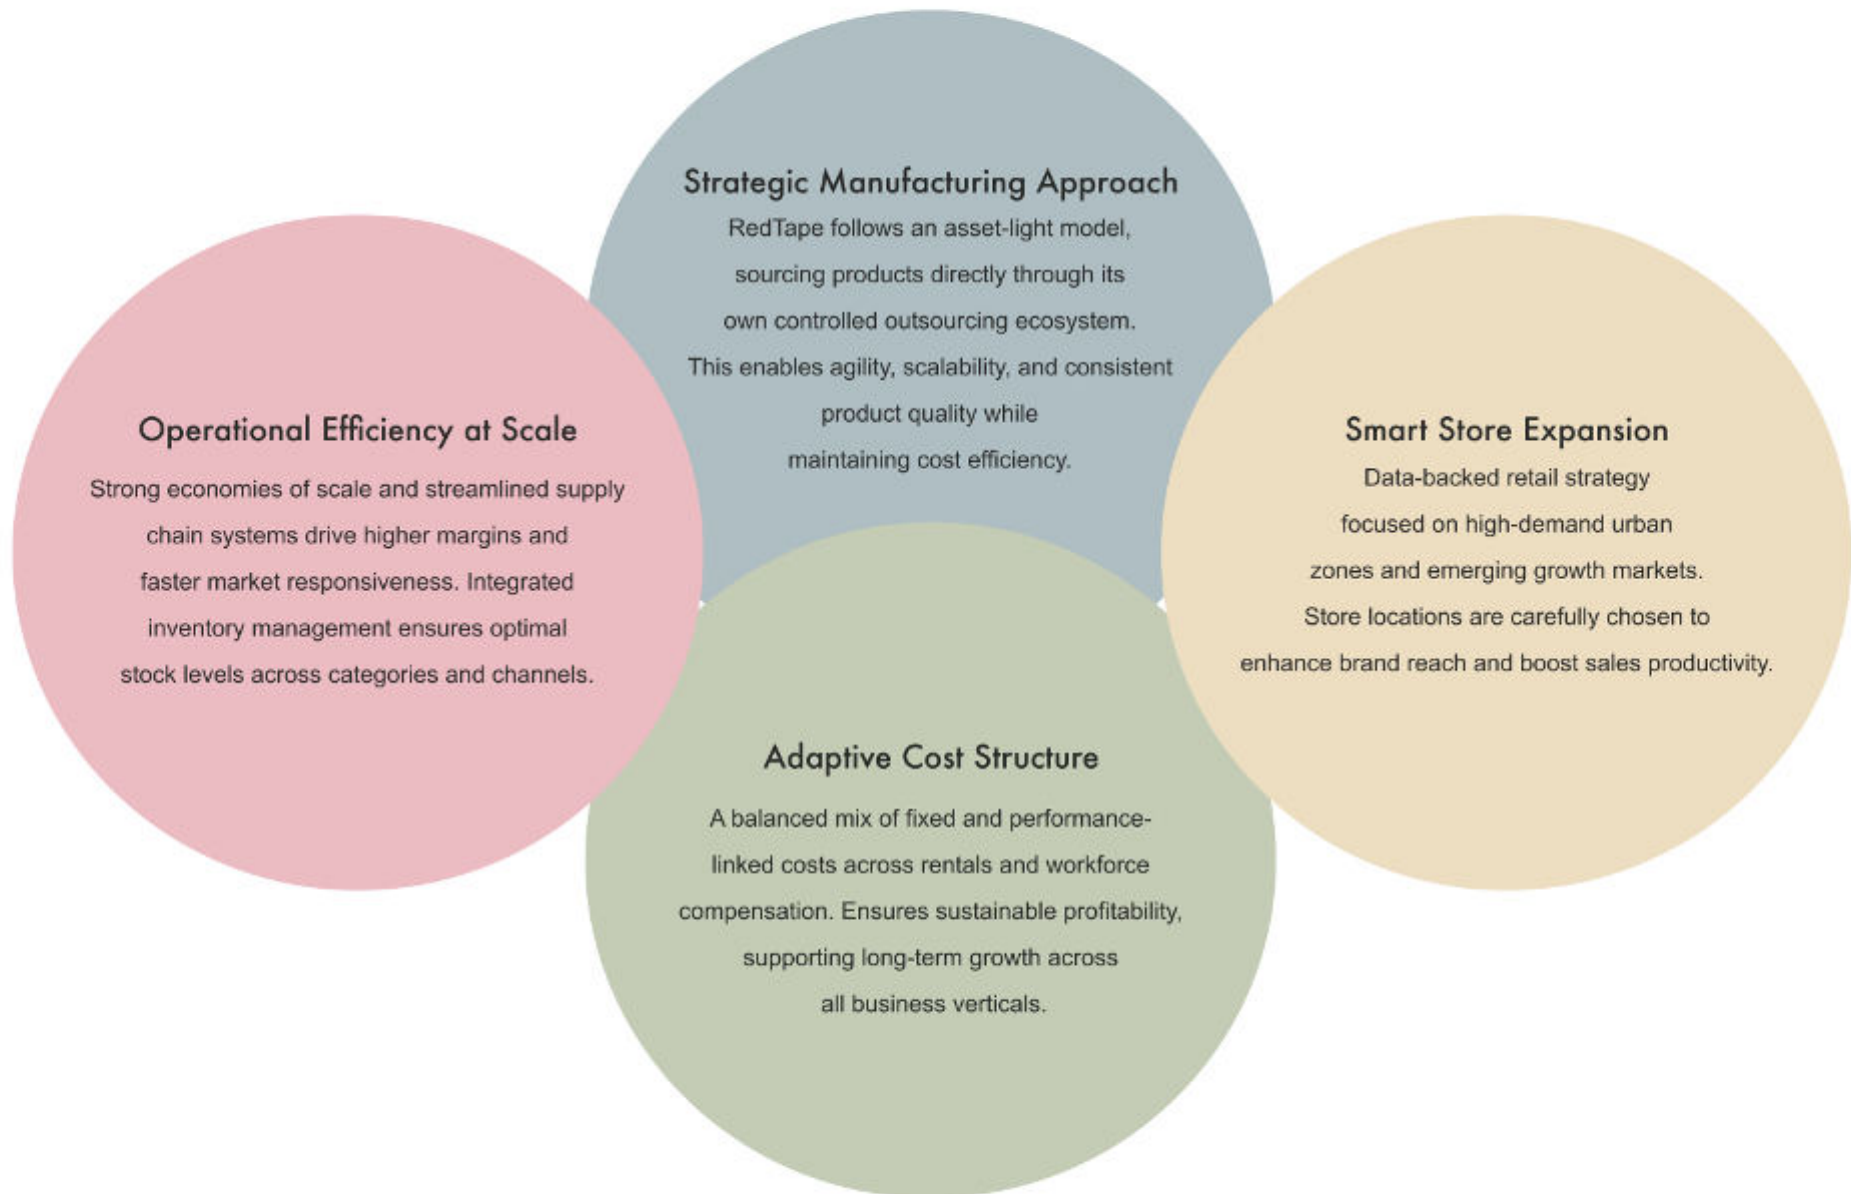 Strategic Manufacturing Approach
RedTape follows an asset-light model,
sourcing products directly through its
own controlled outsourcing ecosystem.
This enables agility, scalability, and consistent
product quality while
maintaining cost efficiency.
Operational Efficiency at Scale
Strong economies of scale and streamlined supply
chain systems drive higher margins and
faster market responsiveness. Integrated
inventory management ensures optimal
stock levels across categories and channels.
Smart Store Expansion
Data-backed retail strategy
focused on high-demand urban
zones and emerging growth markets.
Store locations are carefully chosen to
enhance brand reach and boost sales productivity.
Adaptive Cost Structure
A balanced mix of fixed and performance-
linked costs across rentals and workforce
compensation. Ensures sustainable profitability,
supporting long-term growth across
all business verticals.